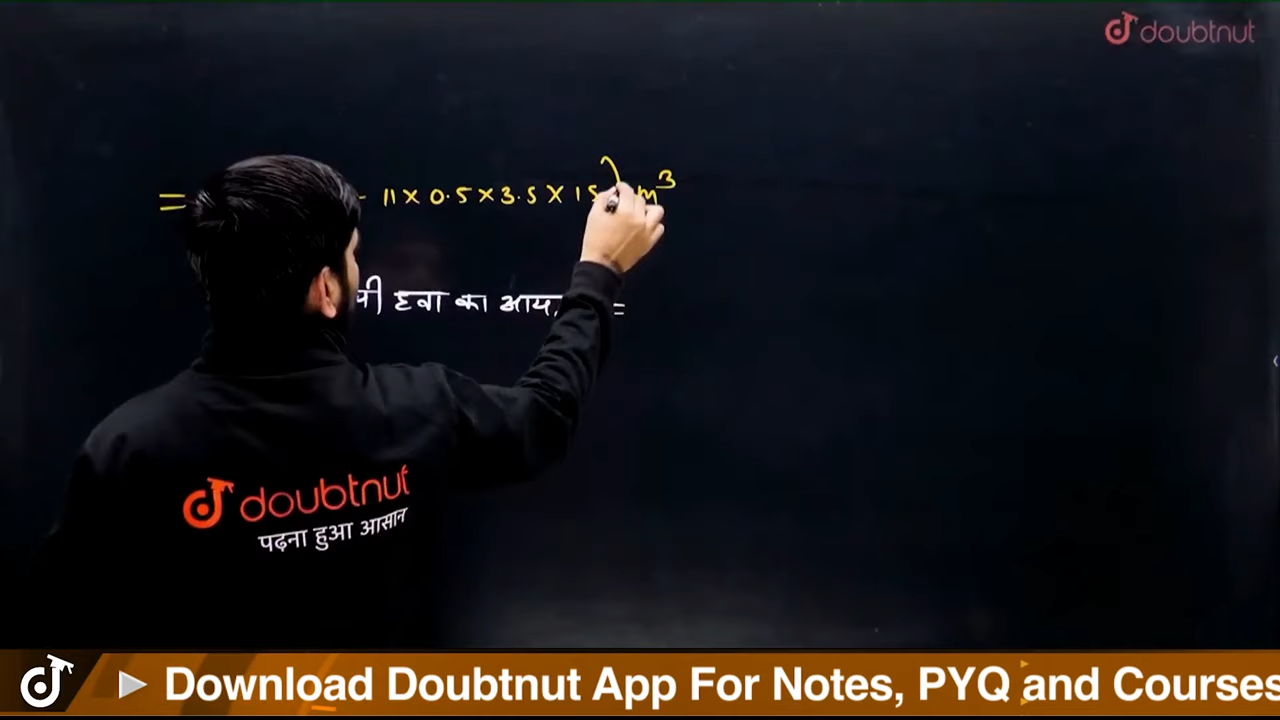 doubtnut
= - 11 × 0.5 × 3.5 × 15) m³
हवा का आय. =
doubtnut
पढ़ना हुआ आसान
Download Doubtnut App For Notes, PYQ and Courses